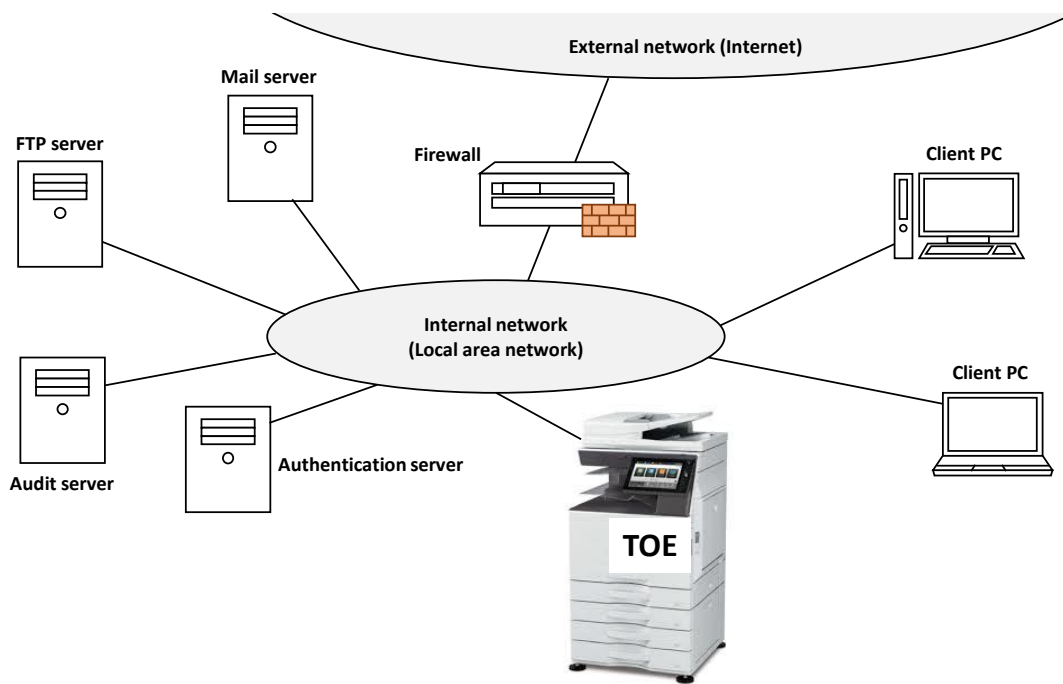 External network (Internet)
Mail server
FTP server
Firewall
Client PC
Internal network
(Local area network)
Client PC
Audit server
Authentication server
TOE